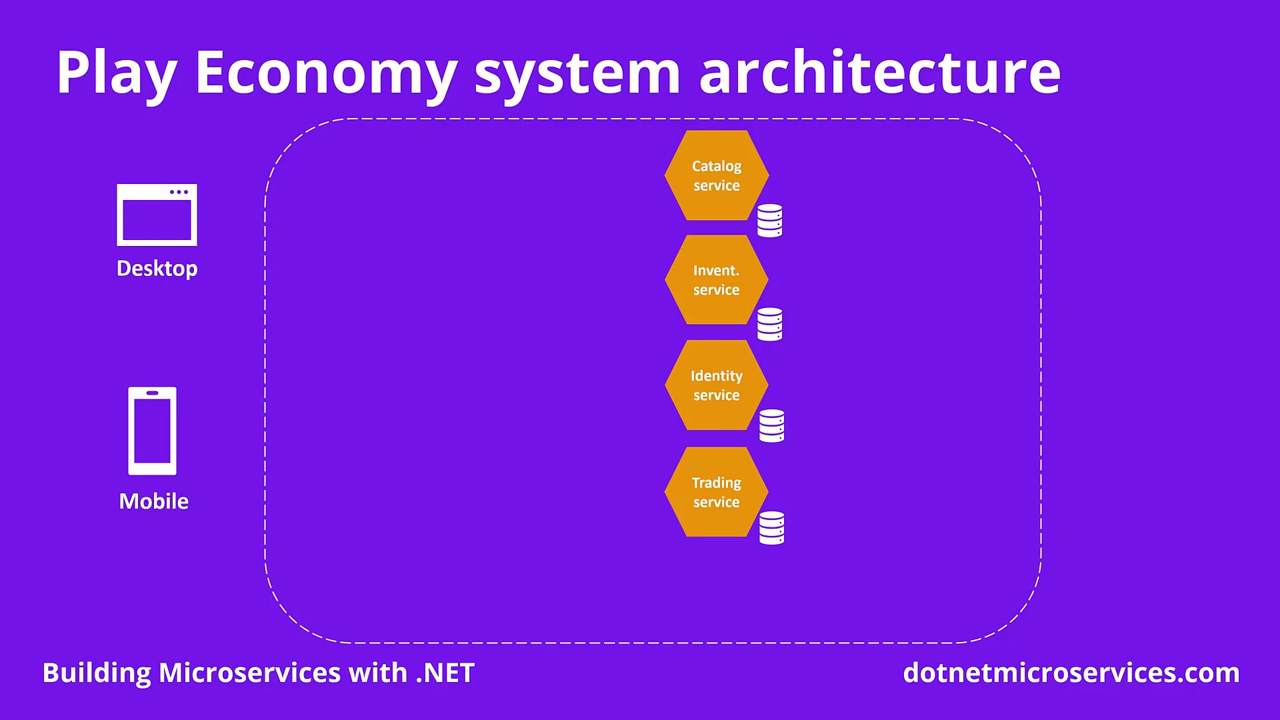 Play Economy system architecture
Desktop
Mobile
Catalog
service
Invent.
service
Identity
service
Trading
service
Building Microservices with .NET
dotnetmicroservices.com